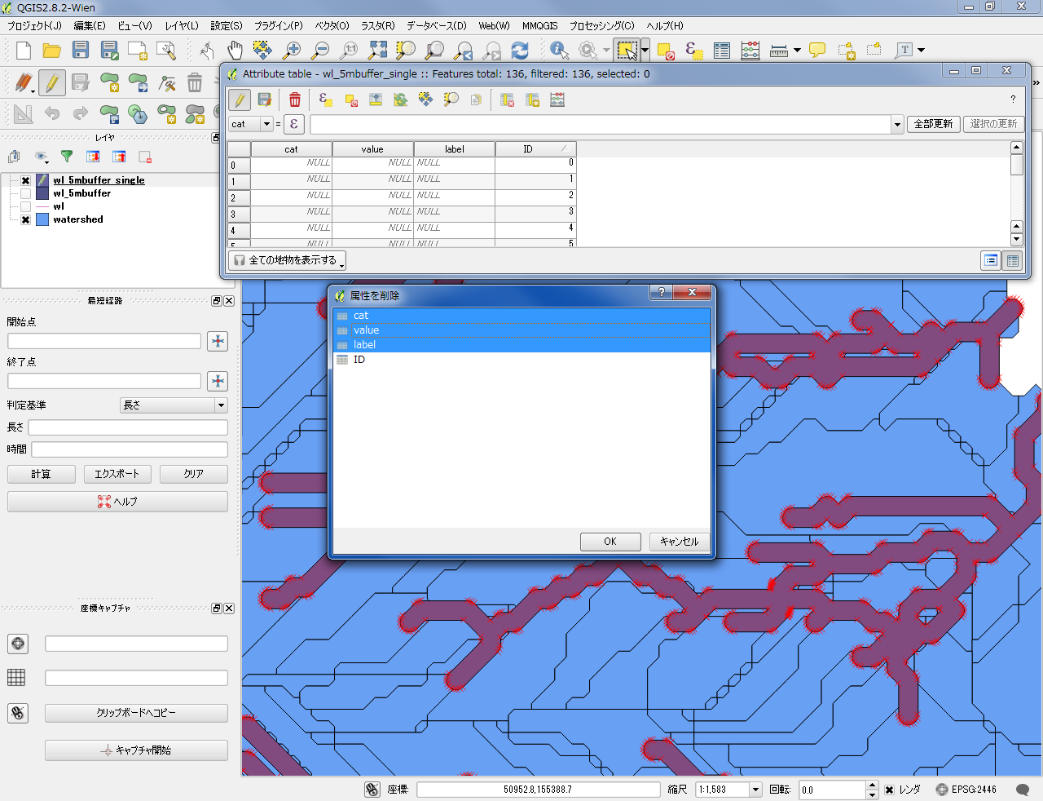 QGIS2.8.2-Wien
プロジェクト(J) 編集(E) ビュー(V) レイヤ(L) 設定(S) プラグイン(P) ベクタ(O) ラスタ(R) データベース(D) Web(W) MMQGIS プロセッシング(C) ヘルプ(H)
Attribute table - wl_5mbuffer_single :: Features total: 136, filtered: 136, selected: 0
?
cat = ε 全部更新 選択の更新
cat value label ID
0 NULL NULL NULL 0
1 NULL NULL NULL 1
2 NULL NULL NULL 2
3 NULL NULL NULL 3
4 NULL NULL NULL 4
5 NULL NULL NULL 5
全ての地物を表示する
レイヤ
wl_5mbuffer_single
wl_5mbuffer
wl
watershed
最短経路
開始点
終了点
判定基準 長さ
長さ
時間
計算 エクスポート クリア
ヘルプ
属性を削除
?
cat
value
label
ID
OK キャンセル
座標キャプチャ
クリップボードへコピー
キャプチャ開始
座標: 50952.8,155388.7 縮尺 1:1,583 回転: 0.0 レンダ EPSG:2446